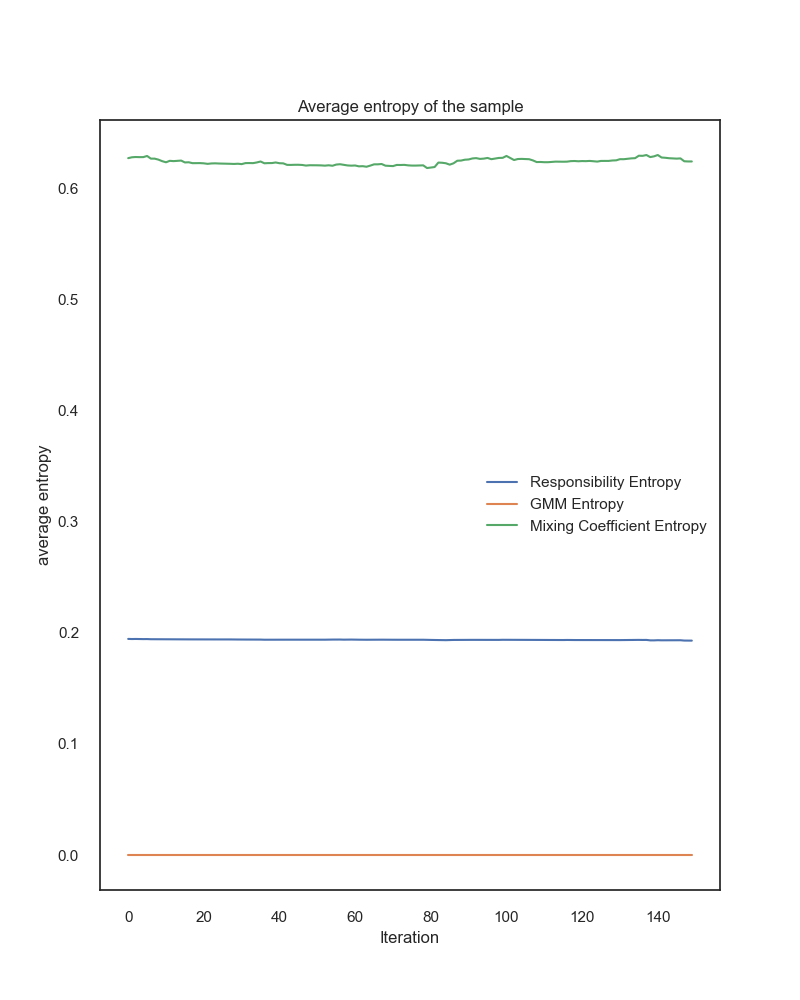 Average entropy of the sample
0.6
0.5
0.4
0.3
0.2
0.1
0.0
average entropy
Responsibility Entropy
GMM Entropy
Mixing Coefficient Entropy
0 20 40 60 80 100 120 140
Iteration